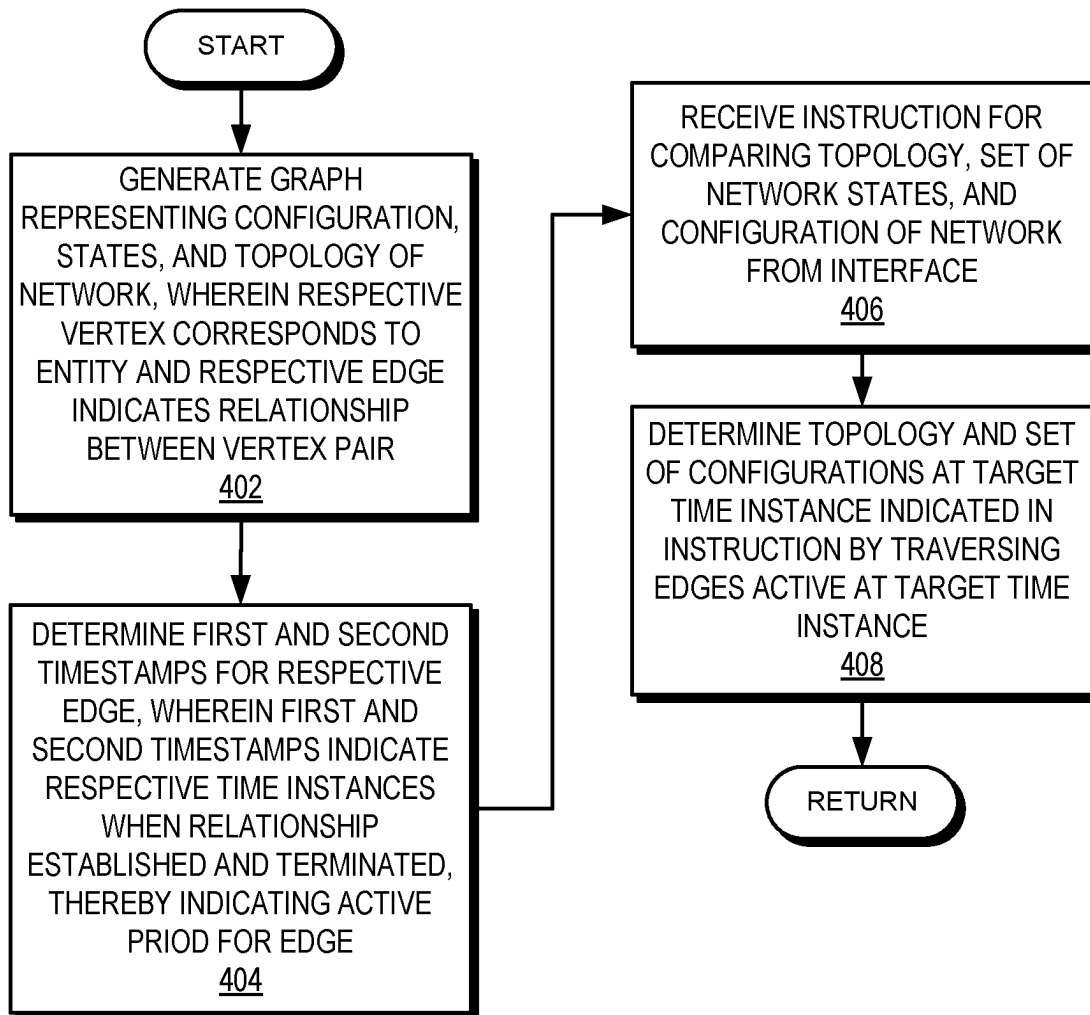 START
GENERATE GRAPH
REPRESENTING CONFIGURATION,
STATES, AND TOPOLOGY OF
NETWORK, WHEREIN RESPECTIVE
VERTEX CORRESPONDS TO
ENTITY AND RESPECTIVE EDGE
INDICATES RELATIONSHIP
BETWEEN VERTEX PAIR
402
DETERMINE FIRST AND SECOND
TIMESTAMPS FOR RESPECTIVE
EDGE, WHEREIN FIRST AND
SECOND TIMESTAMPS INDICATE
RESPECTIVE TIME INSTANCES
WHEN RELATIONSHIP
ESTABLISHED AND TERMINATED,
THEREBY INDICATING ACTIVE
PRIOD FOR EDGE
404
RECEIVE INSTRUCTION FOR
COMPARING TOPOLOGY, SET OF
NETWORK STATES, AND
CONFIGURATION OF NETWORK
FROM INTERFACE
406
DETERMINE TOPOLOGY AND SET
OF CONFIGURATIONS AT TARGET
TIME INSTANCE INDICATED IN
INSTRUCTION BY TRAVERSING
EDGES ACTIVE AT TARGET TIME
INSTANCE
408
RETURN